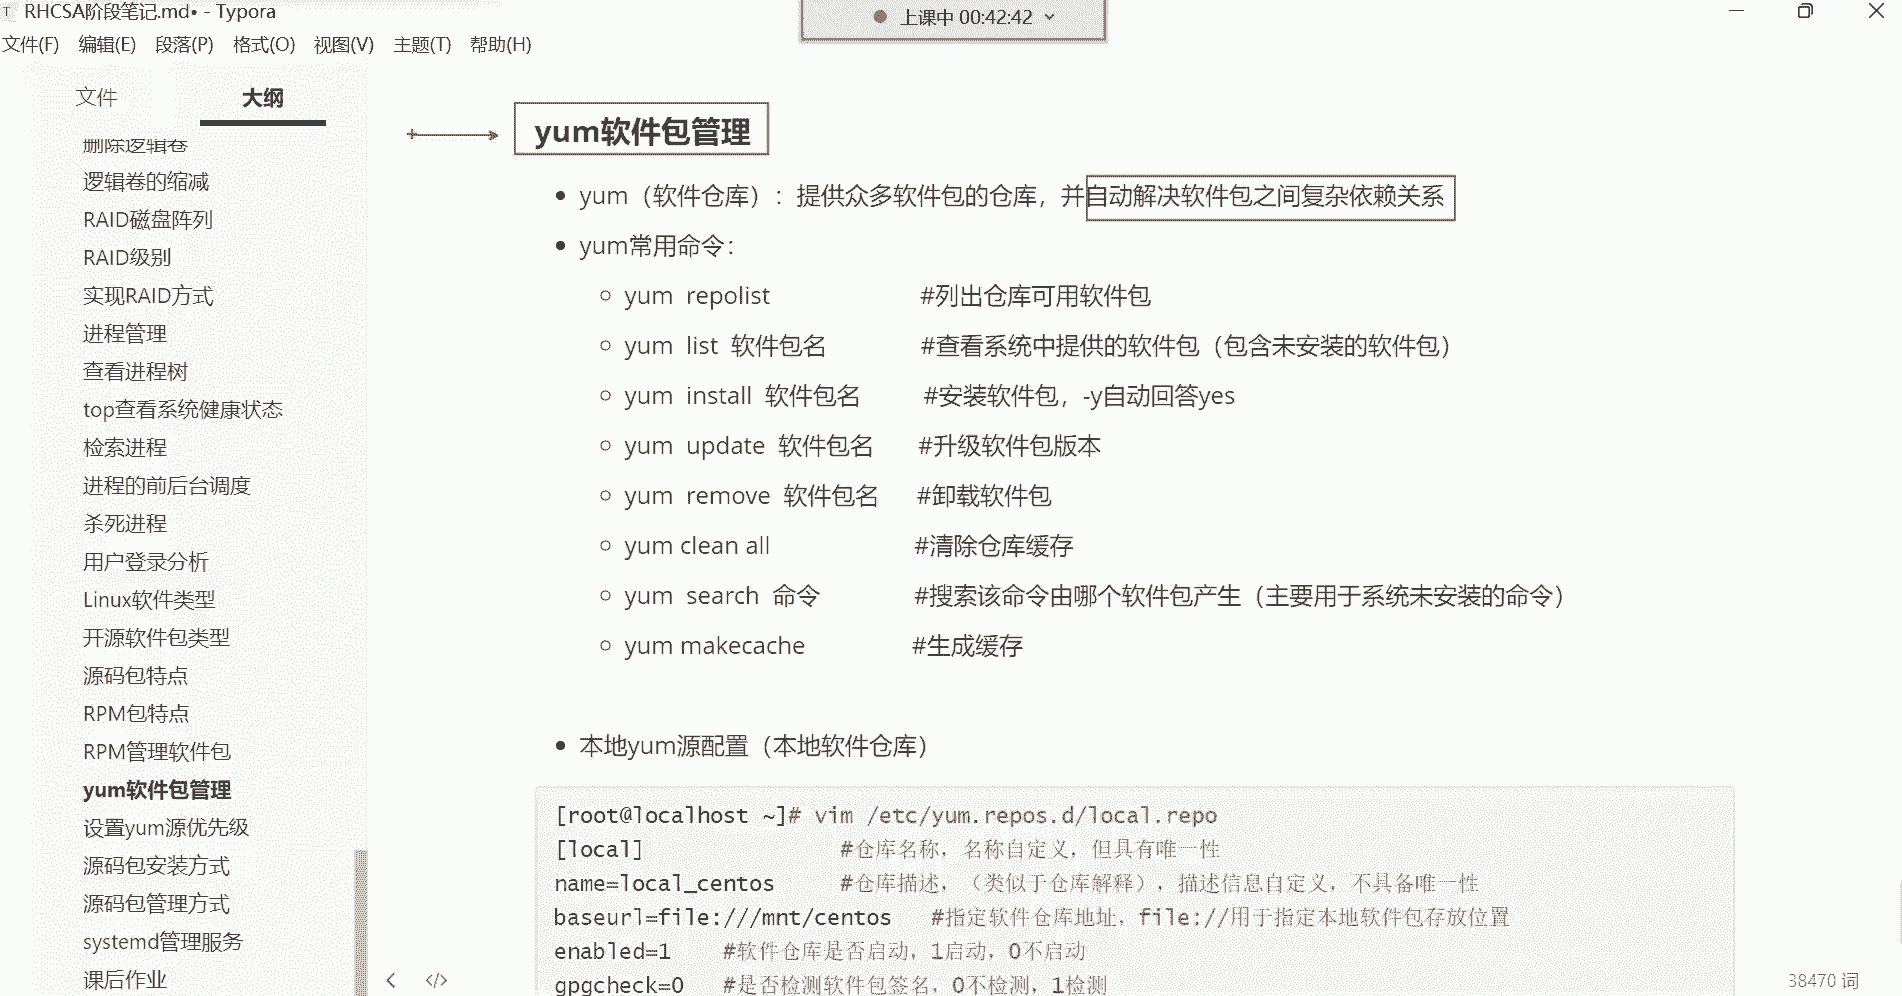 RHCSA阶段笔记.md• - Typora
上课中 00:42:42
文件(F) 编辑(E) 段落(P) 格式(O) 视图(V) 主题(T) 帮助(H)
文件 大纲
删除逻辑卷
逻辑卷的缩减
RAID磁盘阵列
RAID级别
实现RAID方式
进程管理
查看进程树
top查看系统健康状态
检索进程
进程的前后台调度
杀死进程
用户登录分析
Linux软件类型
开源软件包类型
源码包特点
RPM包特点
RPM管理软件包
yum软件包管理
设置yum源优先级
源码包安装方式
源码包管理方式
systemd管理服务
课后作业
yum软件包管理
yum（软件仓库）：提供众多软件包的仓库，并自动解决软件包之间复杂依赖关系
yum常用命令：
yum repolist #列出仓库可用软件包
yum list 软件包名 #查看系统中提供的软件包（包含未安装的软件包）
yum install 软件包名 #安装软件包，-y自动回答yes
yum update 软件包名 #升级软件包版本
yum remove 软件包名 #卸载软件包
yum clean all #清除仓库缓存
yum search 命令 #搜索该命令由哪个软件包产生（主要用于系统未安装的命令）
yum makecache #生成缓存
本地yum源配置（本地软件仓库）
[root@localhost ~]# vim /etc/yum.repos.d/local.repo
[local] #仓库名称，名称自定义，但具有唯一性
name=local_centos #仓库描述，（类似于仓库解释），描述信息自定义，不具备唯一性
baseurl=file:///mnt/centos #指定软件仓库地址，file://用于指定本地软件包存放位置
enabled=1 #软件仓库是否启动，1启动，0不启动
gpgcheck=0 #是否检测软件包签名，0不检测，1检测
38470 词